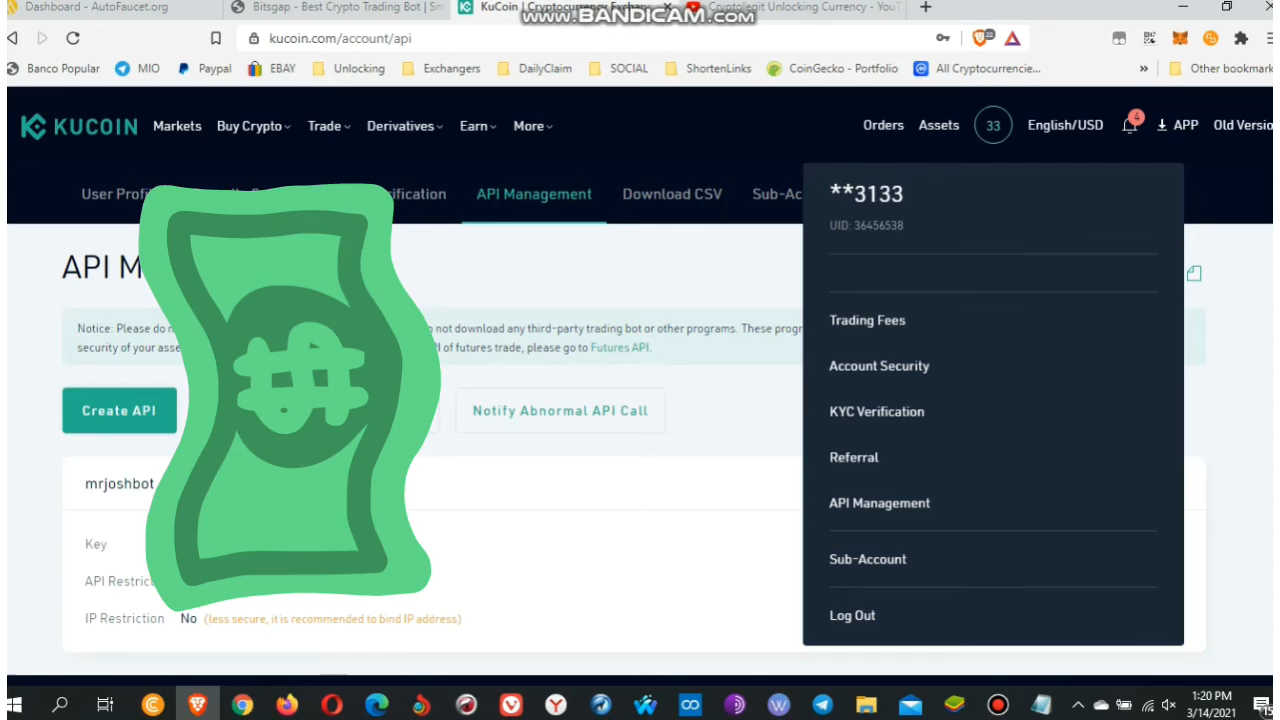 Dashboard - AutoFaucet.org
Bitsgap - Best Crypto Trading Bot | Sm
KuCoin | Cryptocurrency Exchan
Cryptolegit Unlocking Currency - YouT
www.BANDICAM.com
kucoin.com/account/api
22
Banco Popular
MIO
Paypal
EBAY
Unlocking
Exchangers
DailyClaim
SOCIAL
ShortenLinks
CoinGecko - Portfolio
All Cryptocurrencie...
»
Other bookmark
KUCOIN
Markets
Buy Crypto
Trade
Derivatives
Earn
More
Orders
Assets
33
English/USD
4
APP
Old Versio
User Profi
ification
API Management
Download CSV
Sub-Ac
**3133
UID: 36456538
API M
Notice: Please do n
o not download any third-party trading bot or other programs. These progr
security of your asse
PI of futures trade, please go to Futures API.
Create API
Notify Abnormal API Call
Trading Fees
Account Security
KYC Verification
Referral
API Management
Sub-Account
Log Out
mrjoshbot
Key
API Restric
IP Restriction No (less secure, it is recommended to bind IP address)
1:20 PM
3/14/2021
15